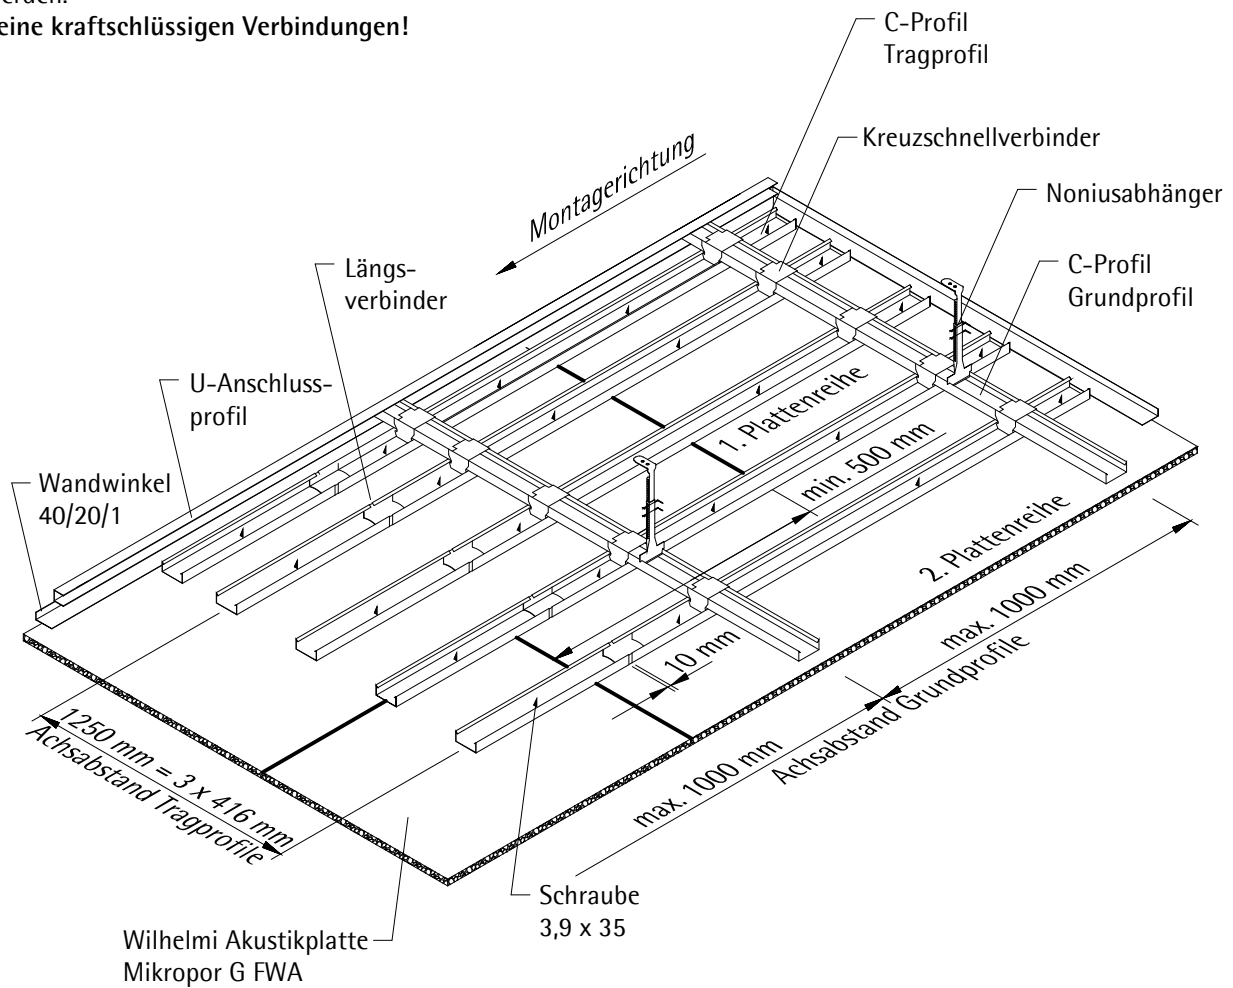 eine kraftschlüssigen Verbindungen!
C-Profil
Tragprofil
Kreuzschnellverbinder
Montagerichtung
Noniusabhänger
Längs-
verbinder
C-Profil
Grundprofil
U-Anschluss-
profil
1. Plattenreihe
min. 500 mm
Wandwinkel
40/20/1
2. Plattenreihe
max. 1000 mm
10 mm
1250 mm = 3 x 416 mm
Achsabstand Tragprofile
max. 1000 mm
Achsabstand Grundprofile
Schraube
3,9 x 35
Wilhelmi Akustikplatte
Mikropor G FWA